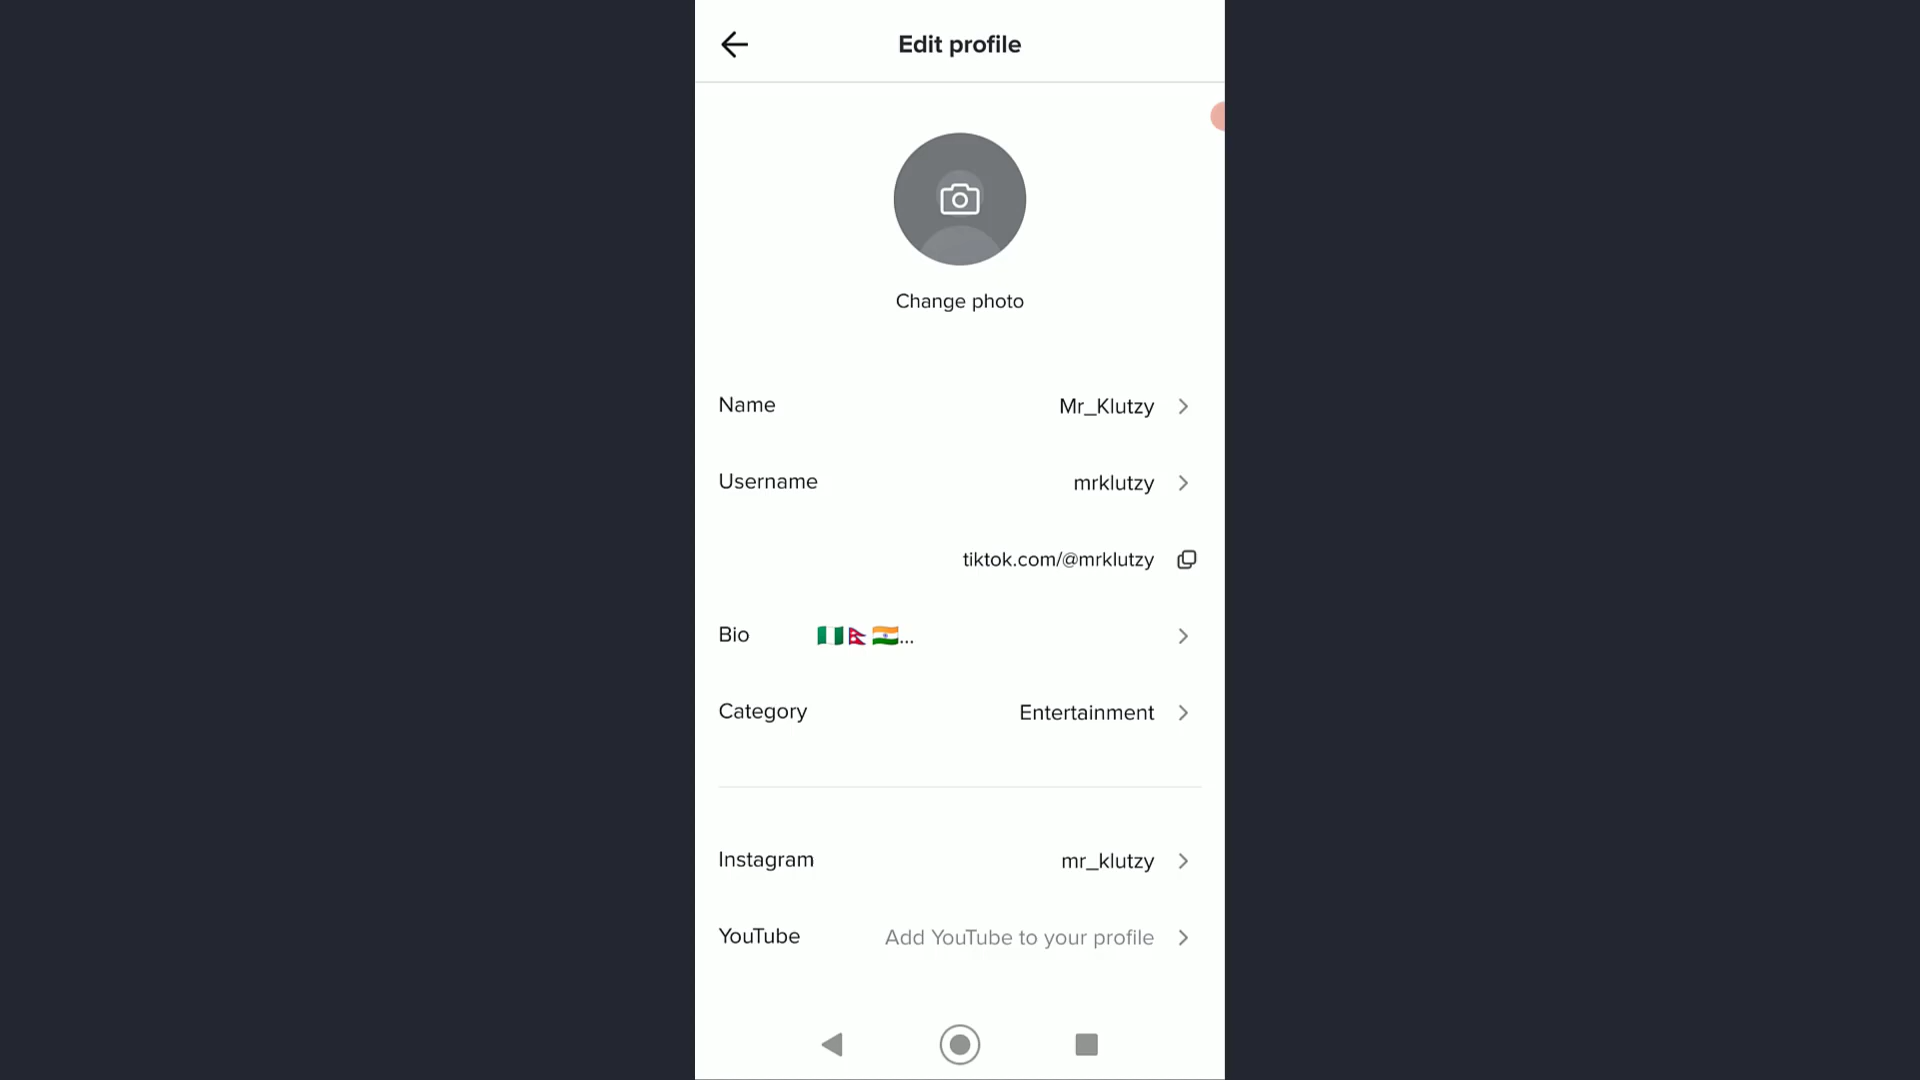 Edit profile
Change photo
Name Mr_Klutzy
Username mrklutzy
tiktok.com/@mrklutzy
Bio 🇳🇬🇳🇵🇮🇳...
Category Entertainment
Instagram mr_klutzy
YouTube Add YouTube to your profile